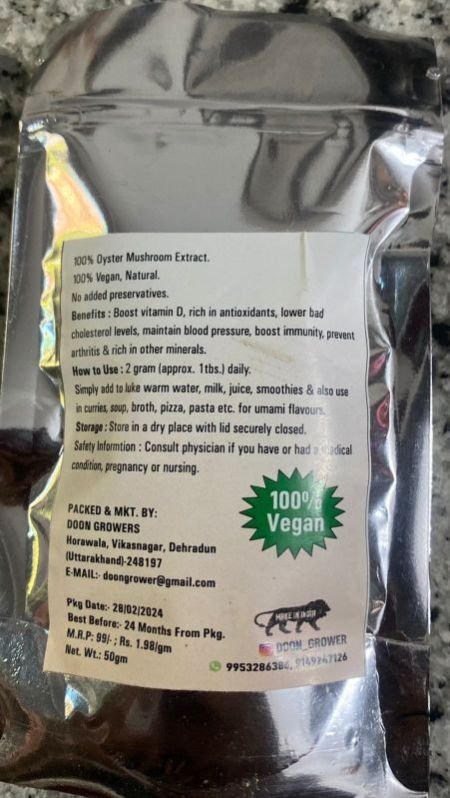 100% Oyster Mushroom Extract.
100% Vegan, Natural.
No added preservatives.
Benefits : Boost vitamin D, rich in antioxidants, lower bad
cholesterol levels, maintain blood pressure, boost immunity, prevent
arthritis & rich in other minerals.
How to Use : 2 gram (approx. 1tbs.) daily.
Simply add to luke warm water, milk, juice, smoothies & also use
in curries, soup, broth, pizza, pasta etc. for umami flavours.
Storage : Store in a dry place with lid securely closed.
Safety Informtion : Consult physician if you have or had a medical
condition, pregnancy or nursing.
100%
Vegan
PACKED & MKT. BY:
DOON GROWERS
Horawala, Vikasnagar, Dehradun
(Uttarakhand)-248197
E-MAIL:- doongrower@gmail.com
Pkg Date:- 28/02/2024
Best Before:- 24 Months From Pkg.
M.R.P: 99/- ; Rs. 1.98/gm
Net. Wt.: 50gm
MAKE IN INDIA
DOON_GROWER
9953286384, 9149247126